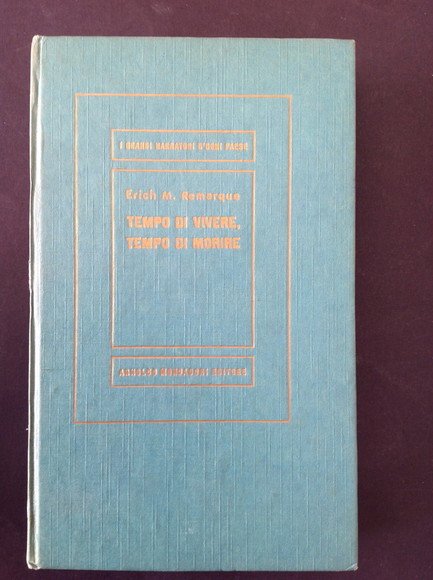 I GRANDI NARRATORI D'OGNI PAESE
Erich M. Remarque
TEMPO DI VIVERE,
TEMPO DI MORIRE
ARNOLDO MONDADORI EDITORE